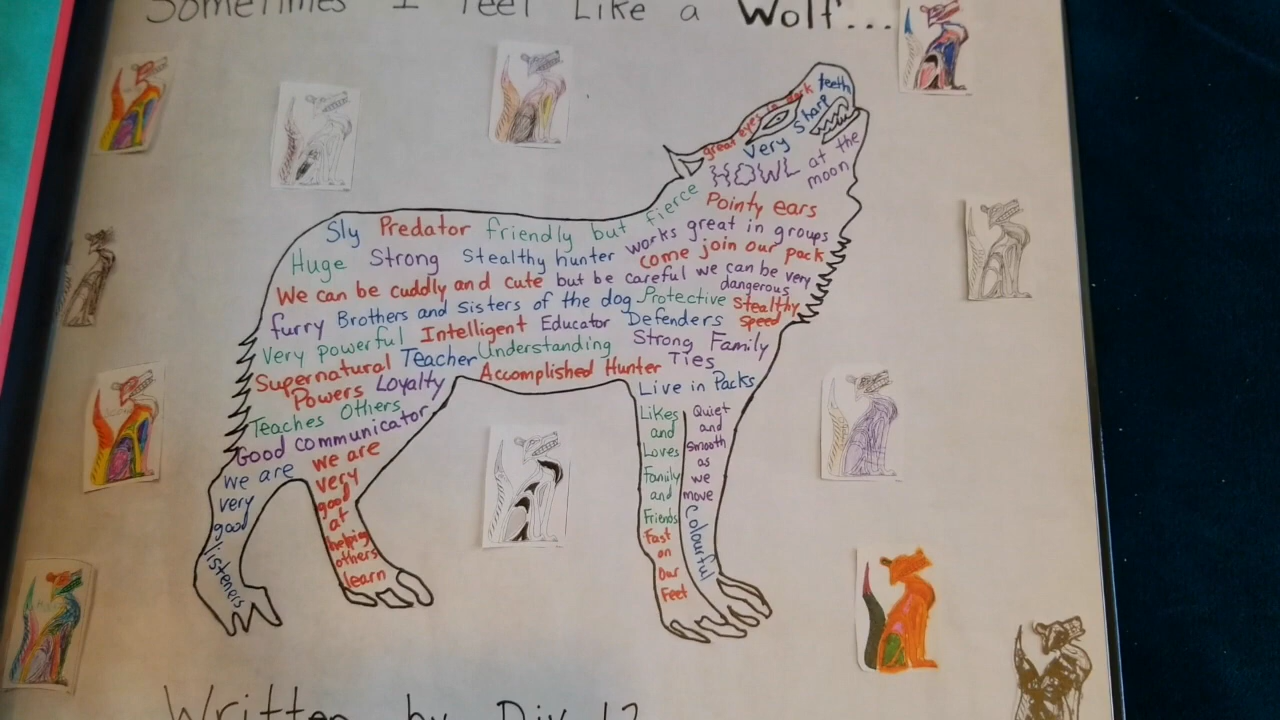 Sometimes I feel Like a Wolf...
teeth
great eyes in dark
Very sharp
HOWL at the moon
Pointy ears
Sly Predator friendly but fierce
works great in groups
Huge Strong Stealthy hunter come join our pack
We can be cuddly and cute but be careful we can be very dangerous
furry Brothers and sisters of the dog Protective Stealthy speed
Very powerful Intelligent Educator Defenders
Supernatural Powers Teacher Understanding Strong Family Ties
Loyalty Accomplished Hunter
Live in Packs
Teaches Others
Good communicator
we are very good listeners
we are very good at helping others learn
Likes and Loves Family and Friends
Fast on Our Feet
Quiet and Smooth as we move
Colourful
Written by Div